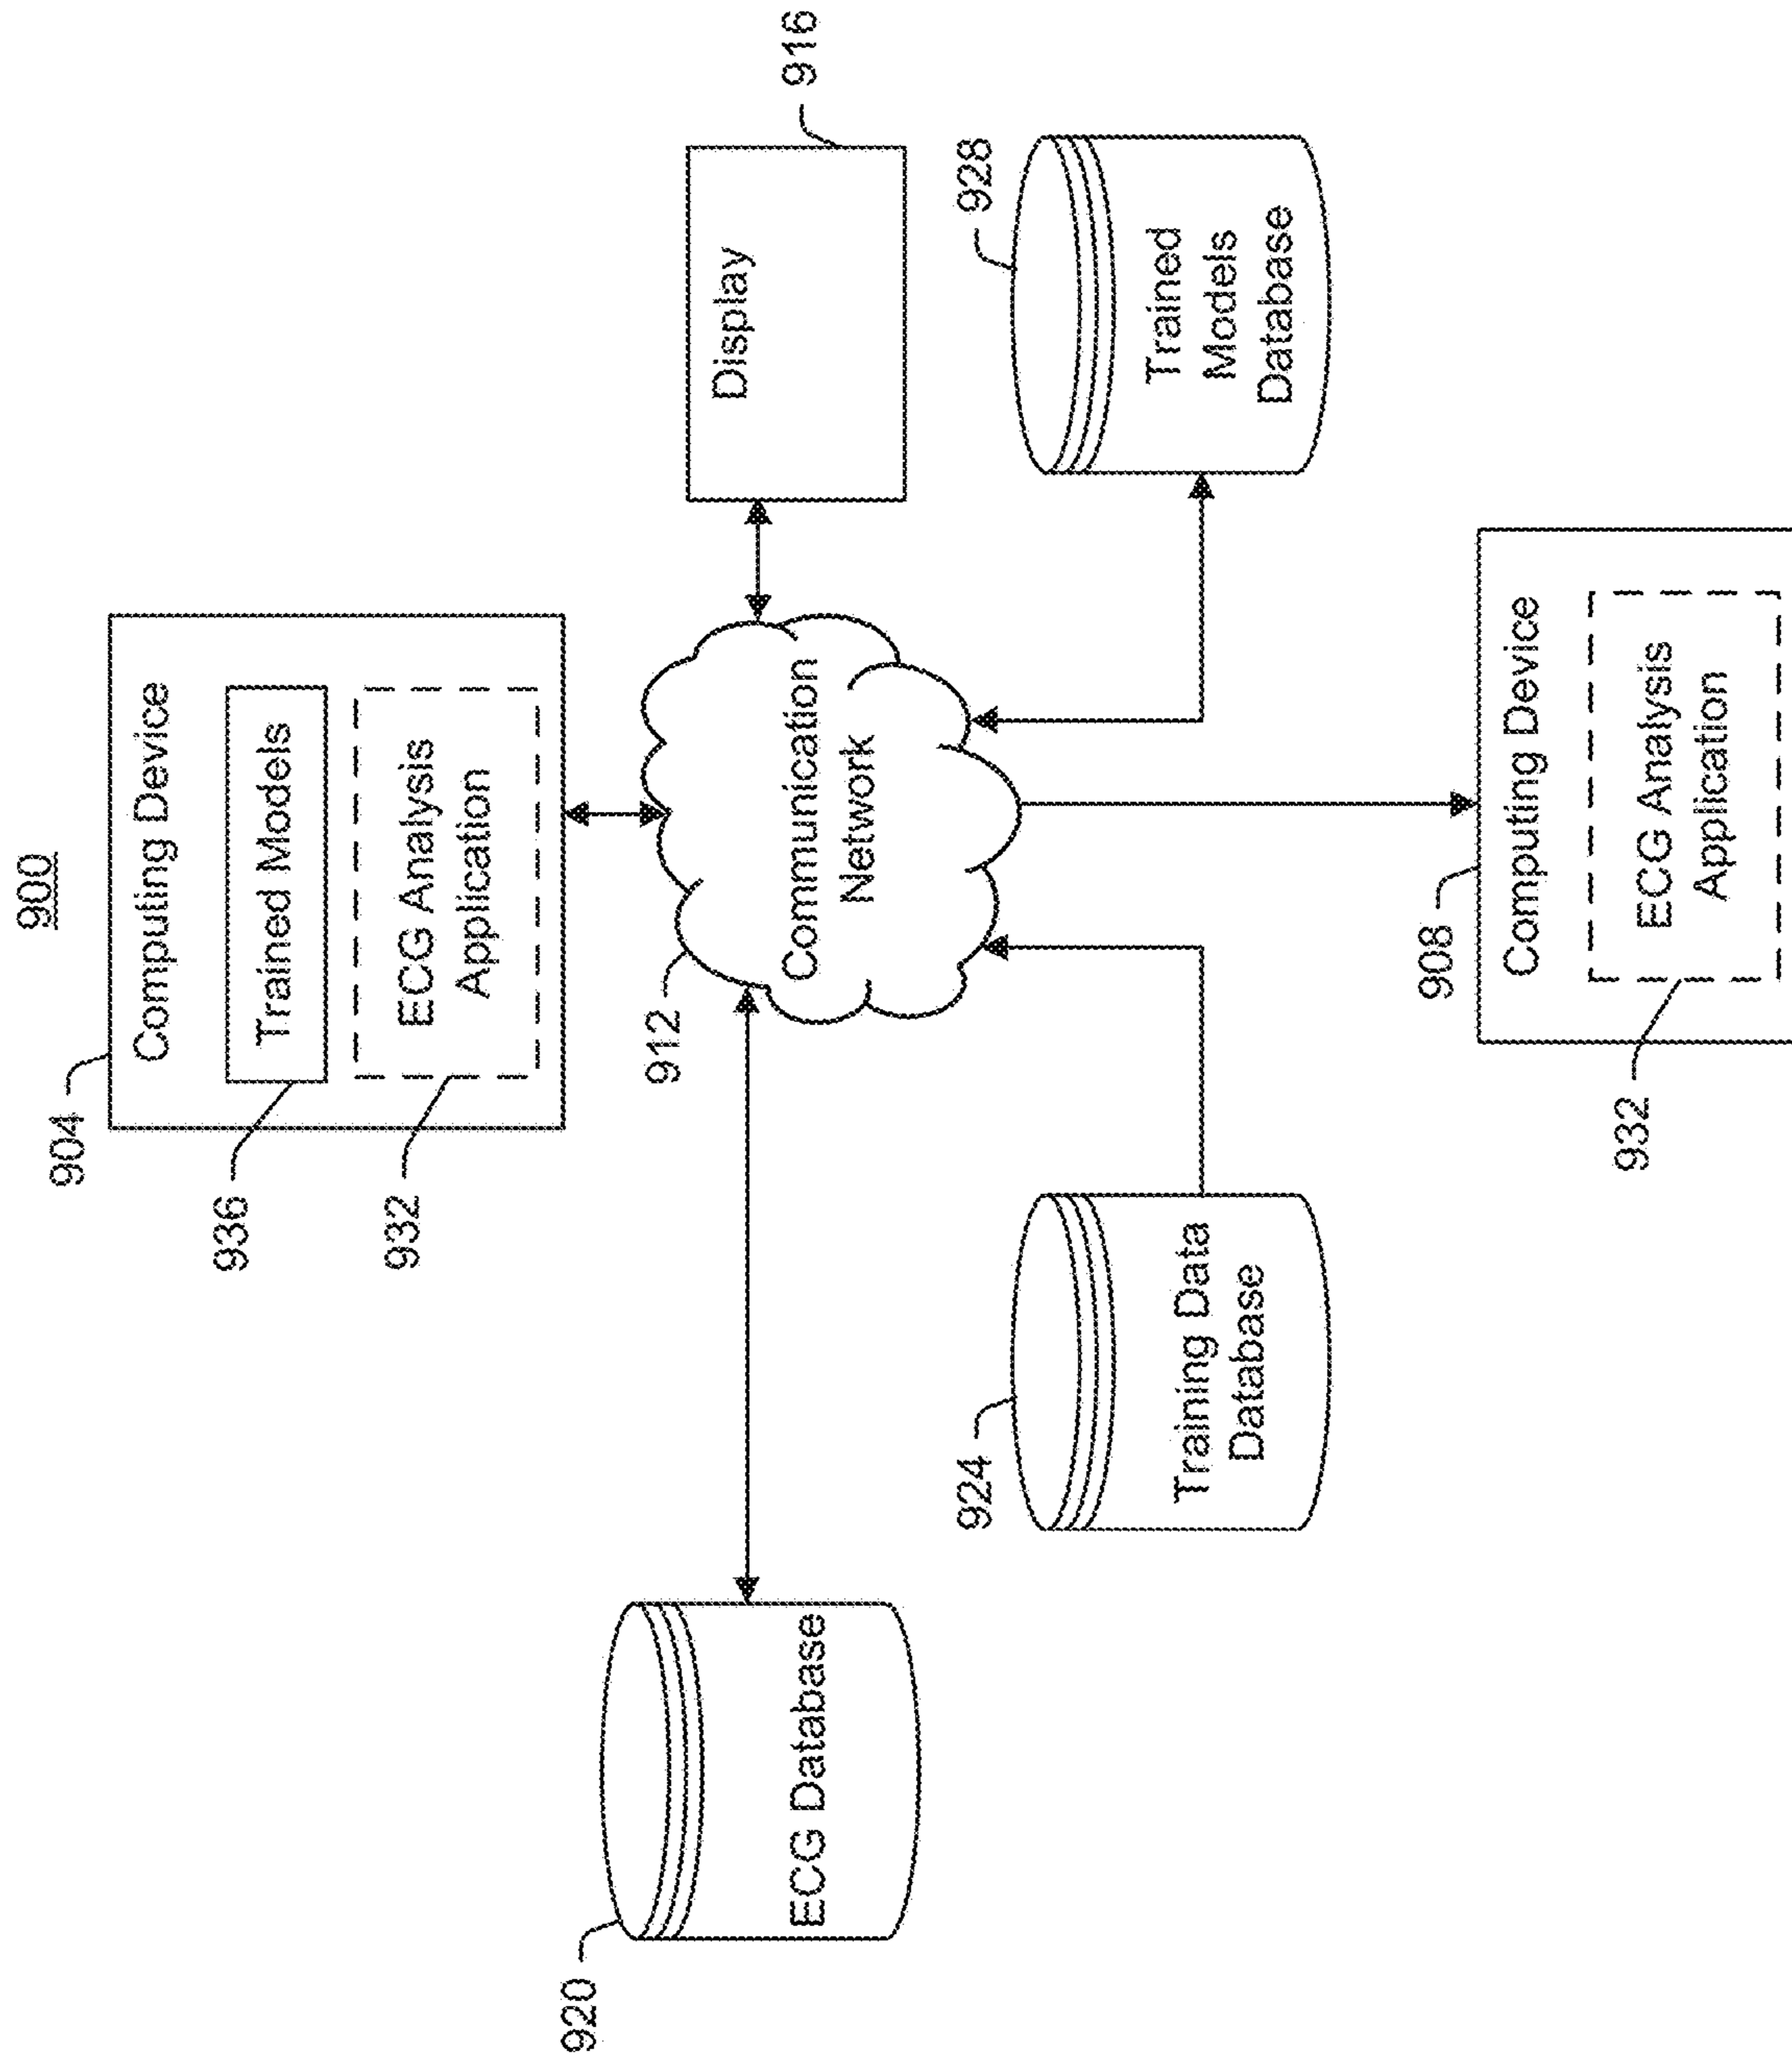 900
904
Computing Device
936
Trained Models
932
ECG Analysis
Application
912
Communication
Network
Display
916
920
ECG Database
924
Training Data
Database
928
Trained
Models
Database
908
Computing Device
932
ECG Analysis
Application